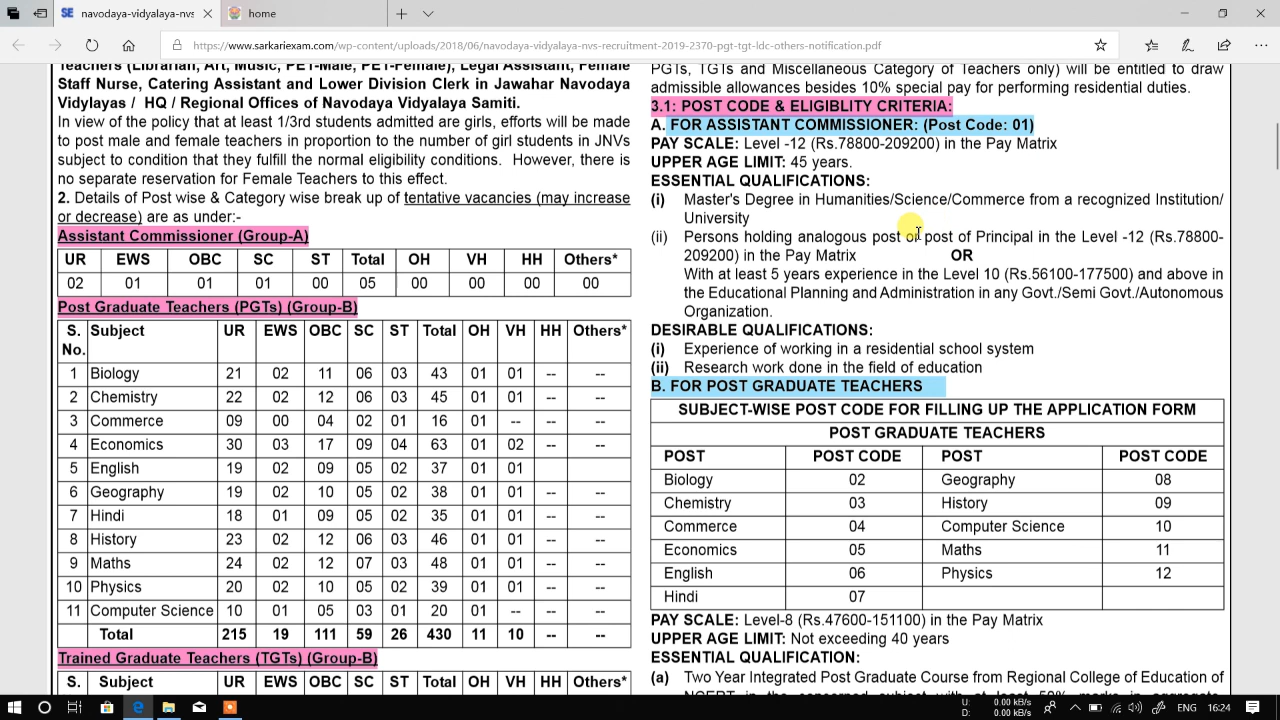 navodaya-vidyalaya-nvs
home
https://www.sarkariexam.com/wp-content/uploads/2018/06/navodaya-vidyalaya-nvs-recruitment-2019-2370-pgt-tgt-ldc-others-notification.pdf
Teachers (Librarian, Art, Music, PET-Male, PET-Female), Legal Assistant, Female
Staff Nurse, Catering Assistant and Lower Division Clerk in Jawahar Navodaya
Vidylayas / HQ / Regional Offices of Navodaya Vidyalaya Samiti.
In view of the policy that at least 1/3rd students admitted are girls, efforts will be made
to post male and female teachers in proportion to the number of girl students in JNVs
subject to condition that they fulfill the normal eligibility conditions. However, there is
no separate reservation for Female Teachers to this effect.
2. Details of Post wise & Category wise break up of tentative vacancies (may increase
or decrease) are as under:-
Assistant Commissioner (Group-A)
UR EWS OBC SC ST Total OH VH HH Others*
02 01 01 01 00 05 00 00 00 00
Post Graduate Teachers (PGTs) (Group-B)
S. No. Subject UR EWS OBC SC ST Total OH VH HH Others*
1 Biology 21 02 11 06 03 43 01 01 -- --
2 Chemistry 22 02 12 06 03 45 01 01 -- --
3 Commerce 09 00 04 02 01 16 01 -- -- --
4 Economics 30 03 17 09 04 63 01 02 -- --
5 English 19 02 09 05 02 37 01 01
6 Geography 19 02 10 05 02 38 01 01 -- --
7 Hindi 18 01 09 05 02 35 01 01 -- --
8 History 23 02 12 06 03 46 01 01 -- --
9 Maths 24 02 12 07 03 48 01 01 -- --
10 Physics 20 02 10 05 02 39 01 01 -- --
11 Computer Science 10 01 05 03 01 20 01 -- -- --
Total 215 19 111 59 26 430 11 10 -- --
Trained Graduate Teachers (TGTs) (Group-B)
S. Subject UR EWS OBC SC ST Total OH VH HH Others*
PGTs, TGTs and Miscellaneous Category of Teachers only) will be entitled to draw
admissible allowances besides 10% special pay for performing residential duties.
3.1: POST CODE & ELIGIBLITY CRITERIA:
A. FOR ASSISTANT COMMISSIONER: (Post Code: 01)
PAY SCALE: Level -12 (Rs.78800-209200) in the Pay Matrix
UPPER AGE LIMIT: 45 years.
ESSENTIAL QUALIFICATIONS:
(i) Master's Degree in Humanities/Science/Commerce from a recognized Institution/
University
(ii) Persons holding analogous post or post of Principal in the Level -12 (Rs.78800-
209200) in the Pay Matrix OR
With at least 5 years experience in the Level 10 (Rs.56100-177500) and above in
the Educational Planning and Administration in any Govt./Semi Govt./Autonomous
Organization.
DESIRABLE QUALIFICATIONS:
(i) Experience of working in a residential school system
(ii) Research work done in the field of education
B. FOR POST GRADUATE TEACHERS
SUBJECT-WISE POST CODE FOR FILLING UP THE APPLICATION FORM
POST GRADUATE TEACHERS
POST POST CODE POST POST CODE
Biology 02 Geography 08
Chemistry 03 History 09
Commerce 04 Computer Science 10
Economics 05 Maths 11
English 06 Physics 12
Hindi 07
PAY SCALE: Level-8 (Rs.47600-151100) in the Pay Matrix
UPPER AGE LIMIT: Not exceeding 40 years
ESSENTIAL QUALIFICATION:
(a) Two Year Integrated Post Graduate Course from Regional College of Education of
NCERT in the concerned subject with at least 50% marks in aggregate.
U: 0.00 kB/s
D: 0.00 kB/s
ENG 16:24